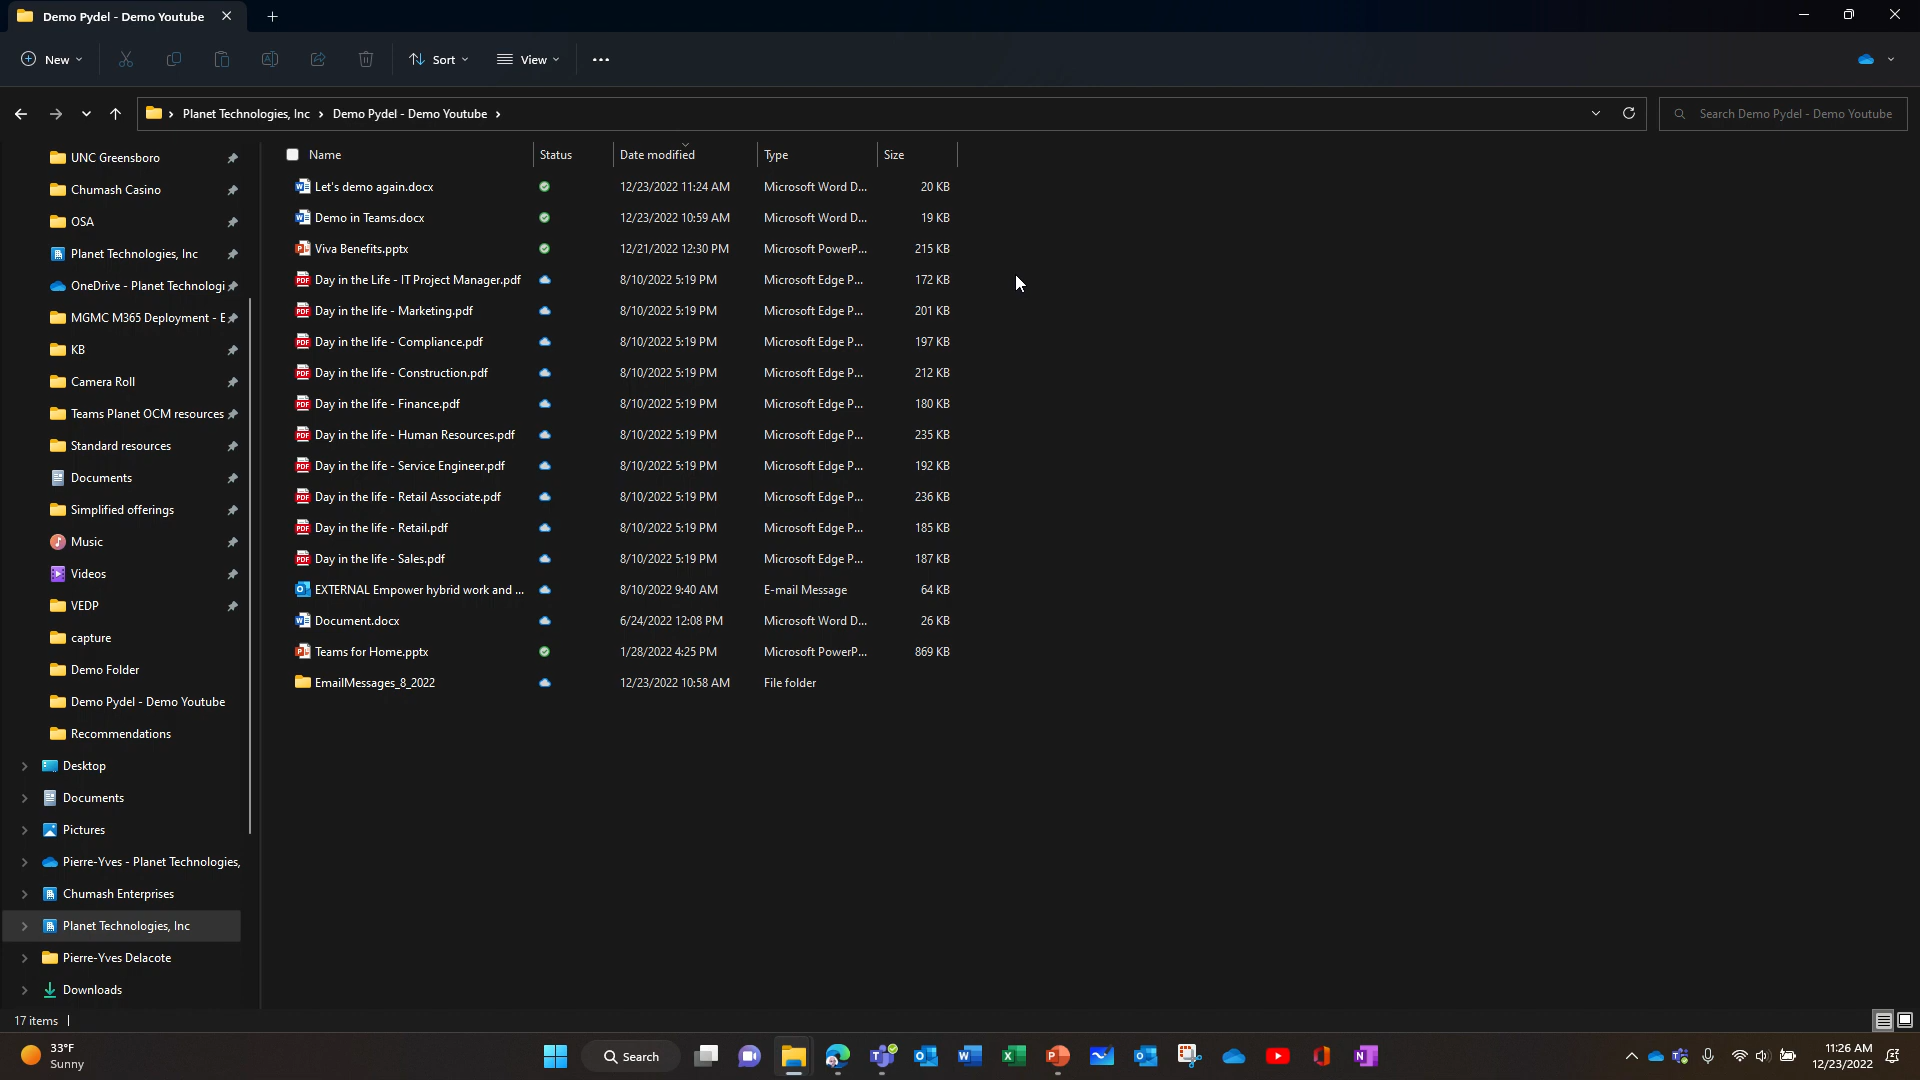 Demo Pydel - Demo Youtube
New
Sort
View
Planet Technologies, Inc > Demo Pydel - Demo Youtube >
Search Demo Pydel - Demo Youtube
UNC Greensboro
Chumash Casino
OSA
Planet Technologies, Inc
OneDrive - Planet Technologi
MGMC M365 Deployment - E
KB
Camera Roll
Teams Planet OCM resources
Standard resources
Documents
Simplified offerings
Music
Videos
VEDP
capture
Demo Folder
Demo Pydel - Demo Youtube
Recommendations
Desktop
Documents
Pictures
Pierre-Yves - Planet Technologies,
Chumash Enterprises
Planet Technologies, Inc
Pierre-Yves Delacote
Downloads
Name Status Date modified Type Size
Let's demo again.docx 12/23/2022 11:24 AM Microsoft Word D... 20 KB
Demo in Teams.docx 12/23/2022 10:59 AM Microsoft Word D... 19 KB
Viva Benefits.pptx 12/21/2022 12:30 PM Microsoft PowerP... 215 KB
Day in the Life - IT Project Manager.pdf 8/10/2022 5:19 PM Microsoft Edge P... 172 KB
Day in the life - Marketing.pdf 8/10/2022 5:19 PM Microsoft Edge P... 201 KB
Day in the life - Compliance.pdf 8/10/2022 5:19 PM Microsoft Edge P... 197 KB
Day in the life - Construction.pdf 8/10/2022 5:19 PM Microsoft Edge P... 212 KB
Day in the life - Finance.pdf 8/10/2022 5:19 PM Microsoft Edge P... 180 KB
Day in the life - Human Resources.pdf 8/10/2022 5:19 PM Microsoft Edge P... 235 KB
Day in the life - Service Engineer.pdf 8/10/2022 5:19 PM Microsoft Edge P... 192 KB
Day in the life - Retail Associate.pdf 8/10/2022 5:19 PM Microsoft Edge P... 236 KB
Day in the life - Retail.pdf 8/10/2022 5:19 PM Microsoft Edge P... 185 KB
Day in the life - Sales.pdf 8/10/2022 5:19 PM Microsoft Edge P... 187 KB
EXTERNAL Empower hybrid work and ... 8/10/2022 9:40 AM E-mail Message 64 KB
Document.docx 6/24/2022 12:08 PM Microsoft Word D... 26 KB
Teams for Home.pptx 1/28/2022 4:25 PM Microsoft PowerP... 869 KB
EmailMessages_8_2022 12/23/2022 10:58 AM File folder
17 items
33°F
Sunny
Search
11:26 AM
12/23/2022